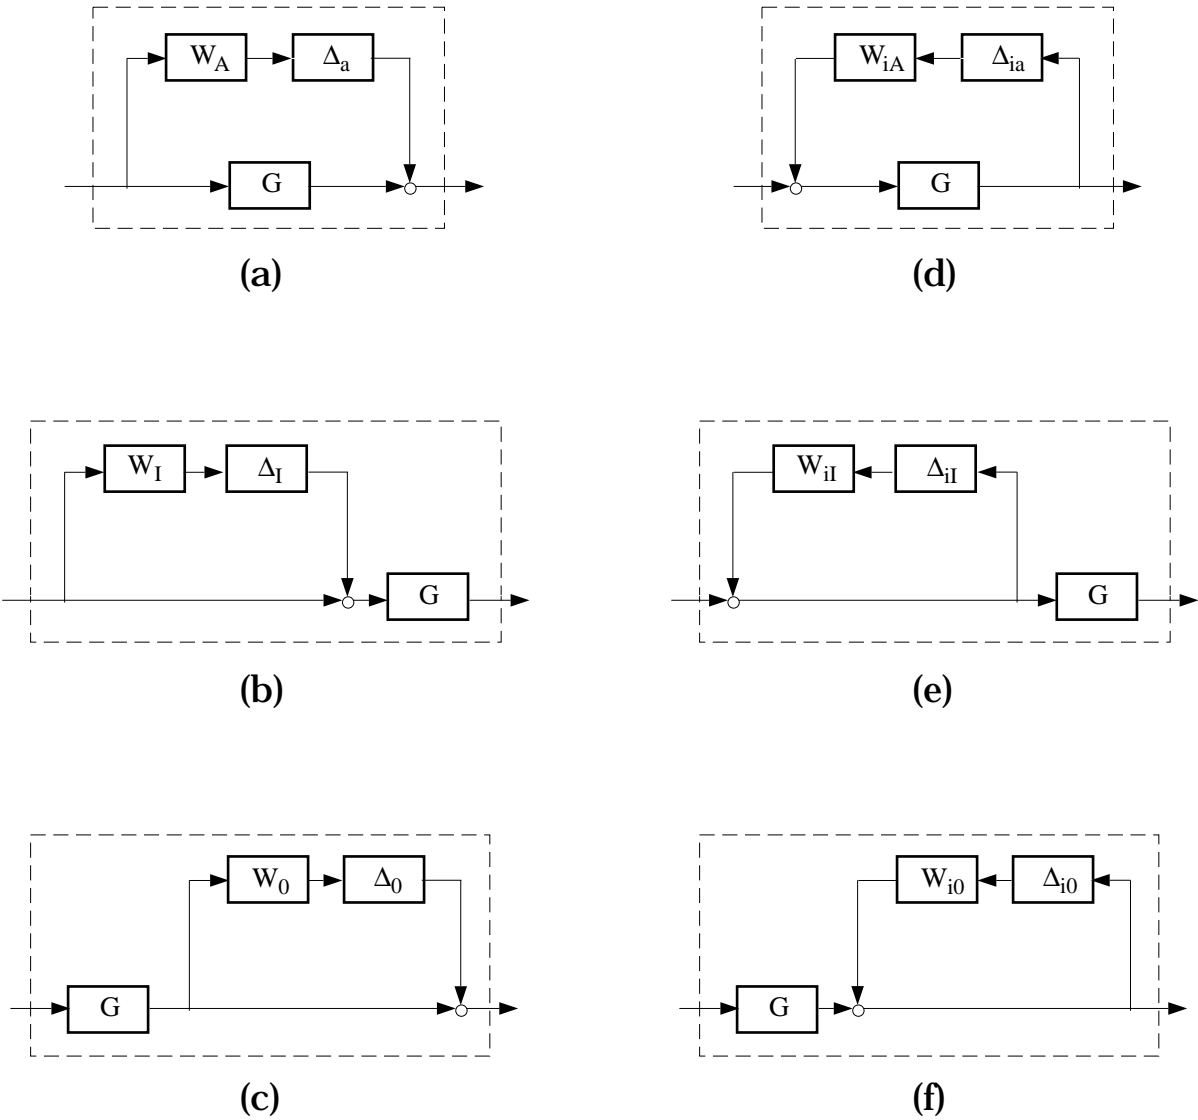 W_A Δ_a
G
(a)
W_iA Δ_ia
G
(d)
W_I Δ_I
G
(b)
W_iI Δ_iI
G
(e)
W_0 Δ_0
G
(c)
W_i0 Δ_i0
G
(f)